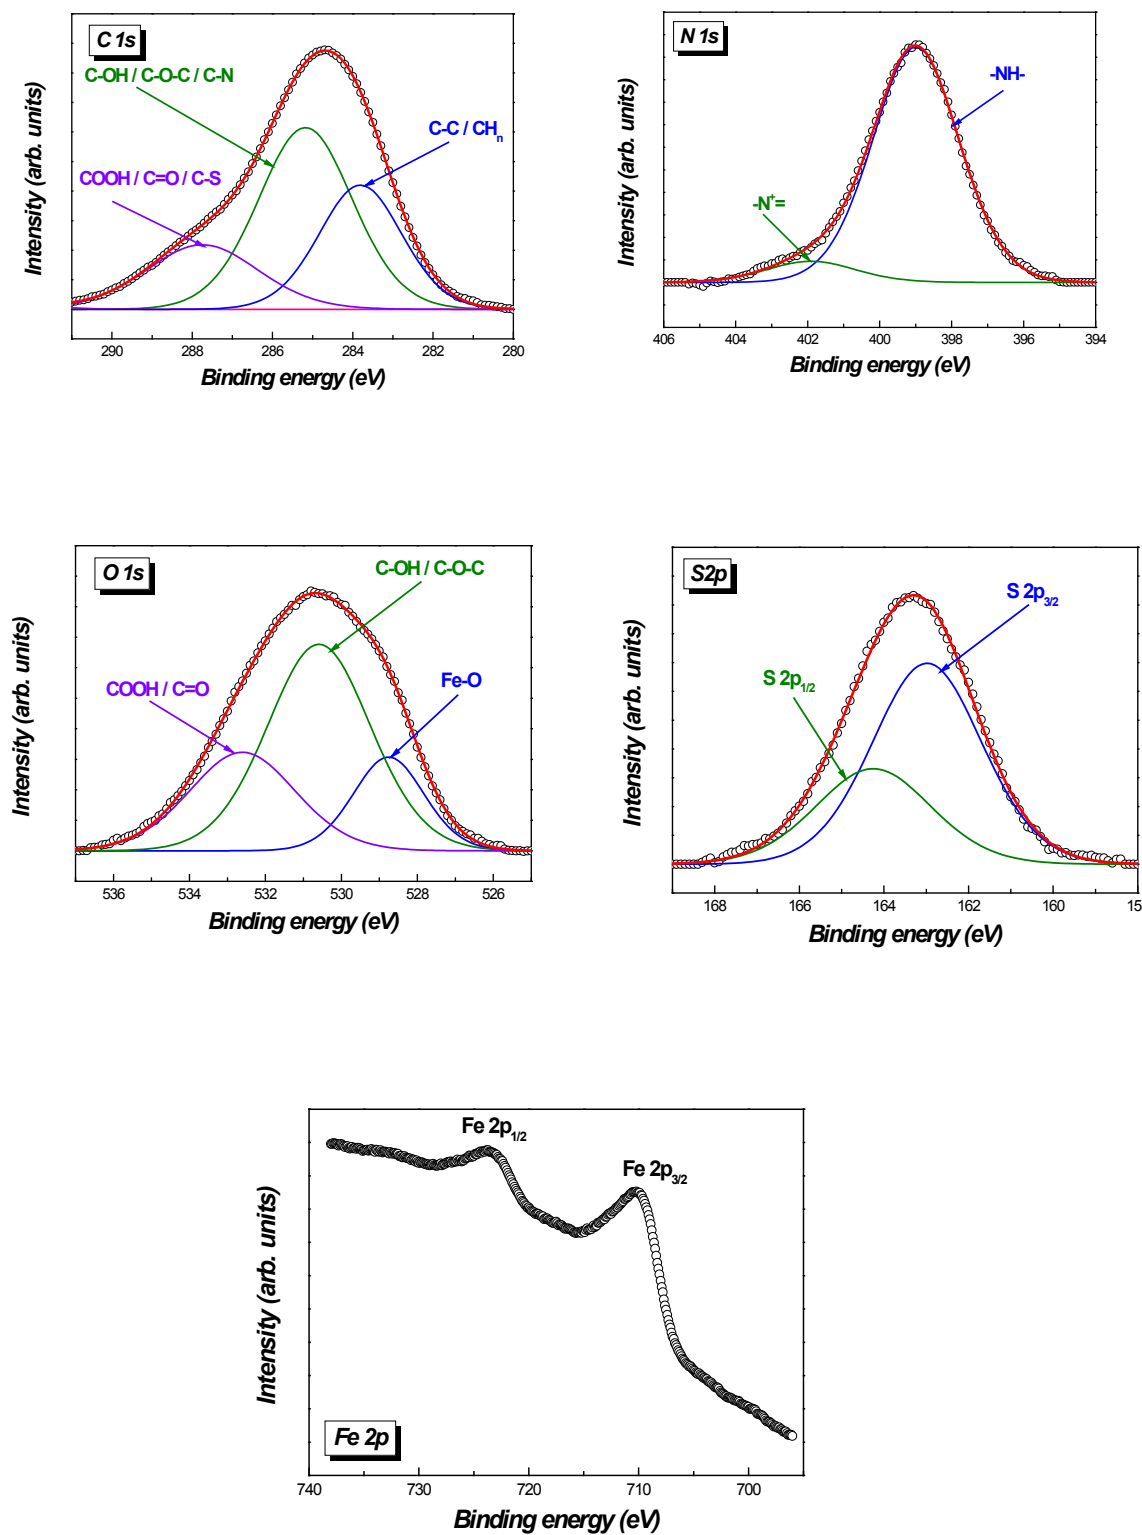 C 1s
C-OH / C-O-C / C-N
C-C / CHn
COOH / C=O / C-S
Intensity (arb. units)
290 288 286 284 282 280
Binding energy (eV)
N 1s
-NH-
-N+=
Intensity (arb. units)
406 404 402 400 398 396 394
Binding energy (eV)
O 1s
C-OH / C-O-C
COOH / C=O
Fe-O
Intensity (arb. units)
536 534 532 530 528 526
Binding energy (eV)
S2p
S 2p3/2
S 2p1/2
Intensity (arb. units)
168 166 164 162 160 15
Binding energy (eV)
Fe 2p1/2
Fe 2p3/2
Intensity (arb. units)
Fe 2p
740 730 720 710 700
Binding energy (eV)